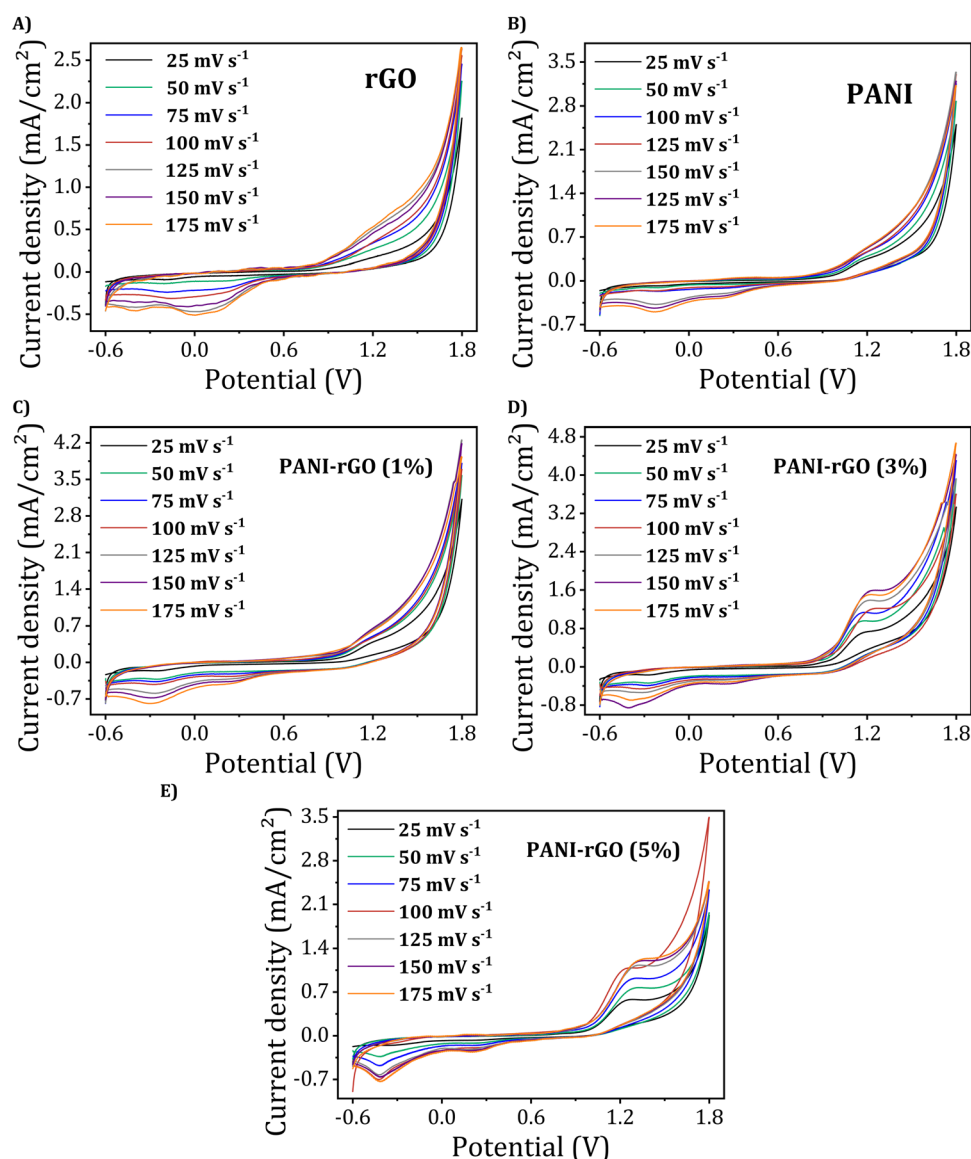 A)
Current density (mA/cm²)
2.5
2.0
1.5
1.0
0.5
0.0
-0.5
25 mV s⁻¹
50 mV s⁻¹
75 mV s⁻¹
100 mV s⁻¹
125 mV s⁻¹
150 mV s⁻¹
175 mV s⁻¹
rGO
-0.6 0.0 0.6 1.2 1.8
Potential (V)
B)
Current density (mA/cm²)
3.5
2.8
2.1
1.4
0.7
0.0
-0.7
25 mV s⁻¹
50 mV s⁻¹
100 mV s⁻¹
125 mV s⁻¹
150 mV s⁻¹
125 mV s⁻¹
175 mV s⁻¹
PANI
-0.6 0.0 0.6 1.2 1.8
Potential (V)
C)
Current density (mA/cm²)
4.2
3.5
2.8
2.1
1.4
0.7
0.0
-0.7
25 mV s⁻¹
50 mV s⁻¹
75 mV s⁻¹
100 mV s⁻¹
125 mV s⁻¹
150 mV s⁻¹
175 mV s⁻¹
PANI-rGO (1%)
-0.6 0.0 0.6 1.2 1.8
Potential (V)
D)
Current density (mA/cm²)
4.8
4.0
3.2
2.4
1.6
0.8
0.0
-0.8
25 mV s⁻¹
50 mV s⁻¹
75 mV s⁻¹
100 mV s⁻¹
125 mV s⁻¹
150 mV s⁻¹
175 mV s⁻¹
PANI-rGO (3%)
-0.6 0.0 0.6 1.2 1.8
Potential (V)
E)
Current density (mA/cm²)
3.5
2.8
2.1
1.4
0.7
0.0
-0.7
25 mV s⁻¹
50 mV s⁻¹
75 mV s⁻¹
100 mV s⁻¹
125 mV s⁻¹
150 mV s⁻¹
175 mV s⁻¹
PANI-rGO (5%)
-0.6 0.0 0.6 1.2 1.8
Potential (V)